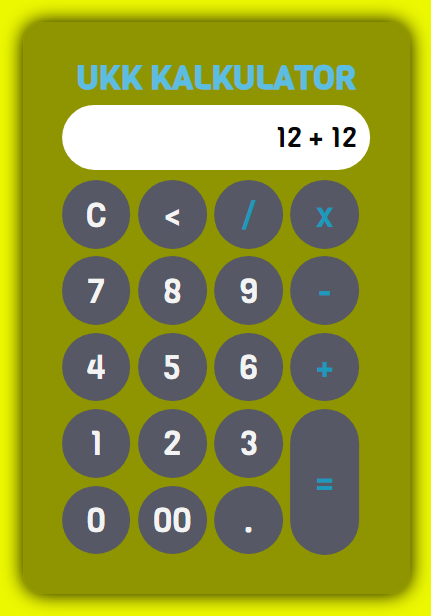 UKK KALKULATOR
12 + 12
C < / x
7 8 9 -
4 5 6 +
1 2 3
=
0 00 .